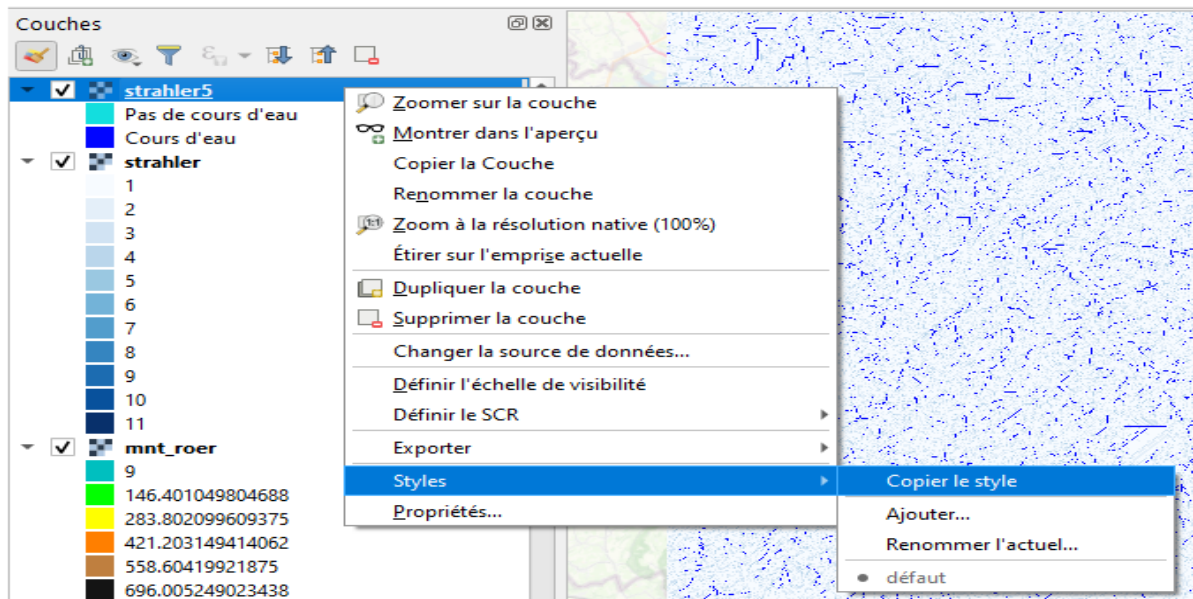 Couches
strahler5
Pas de cours d'eau
Cours d'eau
strahler
1
2
3
4
5
6
7
8
9
10
11
mnt_roer
9
146.401049804688
283.802099609375
421.203149414062
558.60419921875
696.005249023438
Zoomer sur la couche
Montrer dans l'aperçu
Copier la Couche
Renommer la couche
Zoom à la résolution native (100%)
Étirer sur l'emprise actuelle
Dupliquer la couche
Supprimer la couche
Changer la source de données...
Définir l'échelle de visibilité
Définir le SCR
Exporter
Styles
Propriétés...
Copier le style
Ajouter...
Renommer l'actuel...
défaut